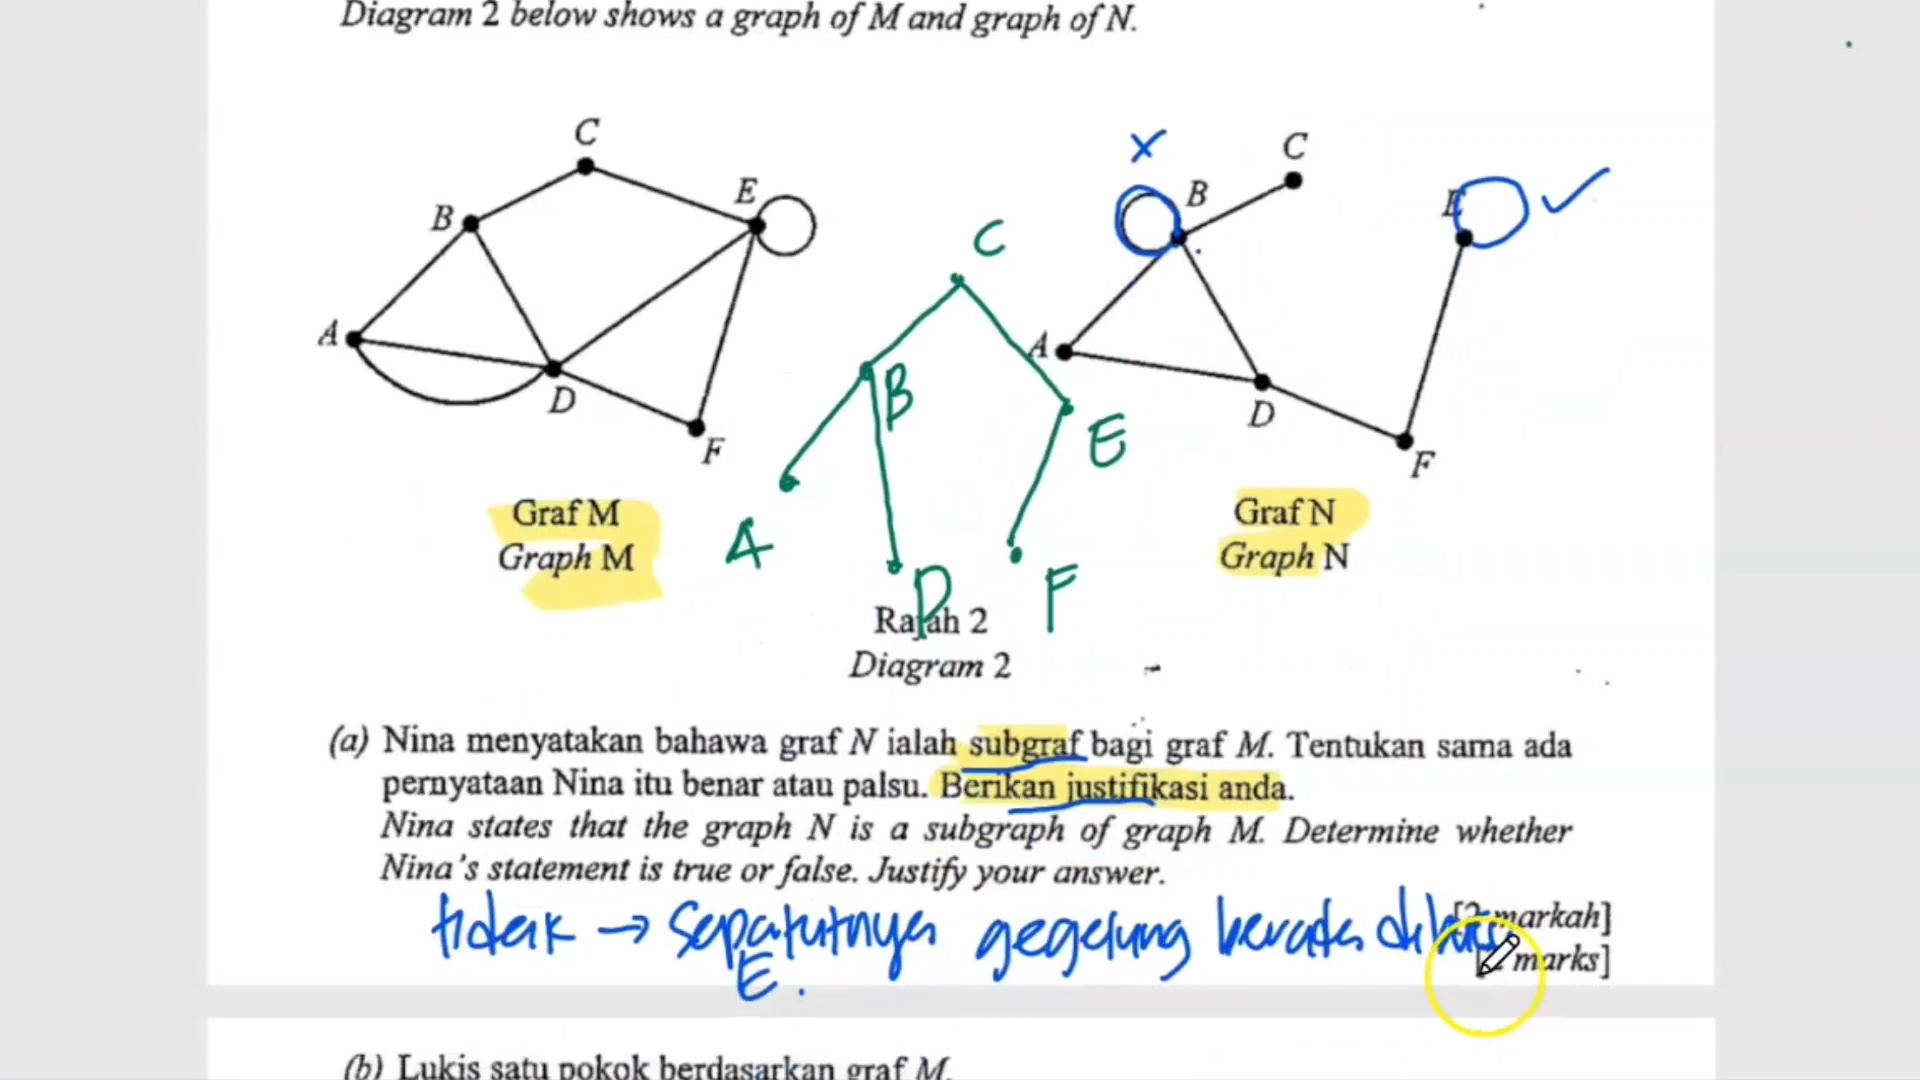 Diagram 2 below shows a graph of M and graph of N.
C
E
B
A
D
F
C
B
A
D
E
F
X
B
C
E
A
D
F
Graf M
Graph M
Graf N
Graph N
Rajah 2
Diagram 2
(a) Nina menyatakan bahawa graf N ialah subgraf bagi graf M. Tentukan sama ada
pernyataan Nina itu benar atau palsu. Berikan justifikasi anda.
Nina states that the graph N is a subgraph of graph M. Determine whether
Nina's statement is true or false. Justify your answer.
tidak → sepatutnya gegelung berada di
E.
markah]
marks]
(b) Lukis satu pokok berdasarkan graf M.